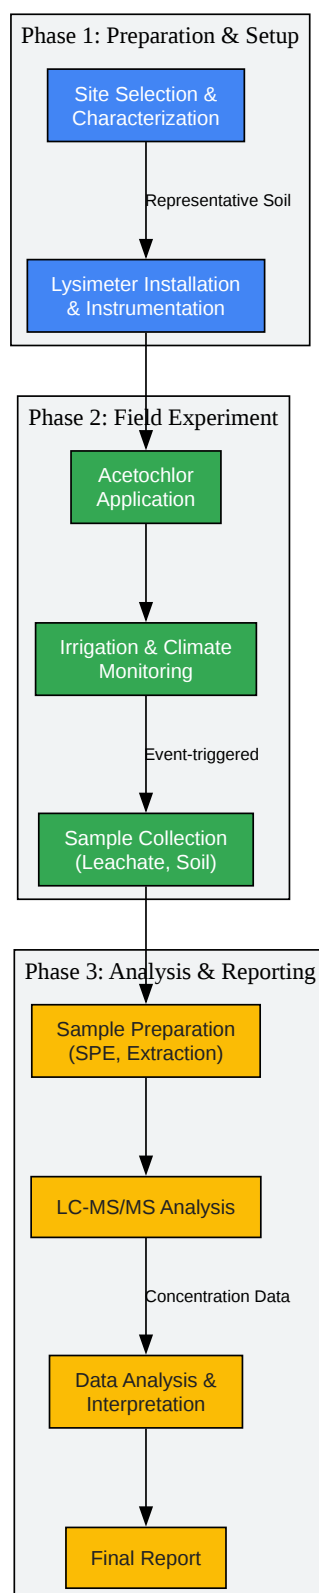 Phase 1: Preparation & Setup
Site Selection &
Characterization
Representative Soil
Lysimeter Installation
& Instrumentation
Phase 2: Field Experiment
Acetochlor
Application
Irrigation & Climate
Monitoring
Event-triggered
Sample Collection
(Leachate, Soil)
Phase 3: Analysis & Reporting
Sample Preparation
(SPE, Extraction)
LC-MS/MS Analysis
Concentration Data
Data Analysis &
Interpretation
Final Report